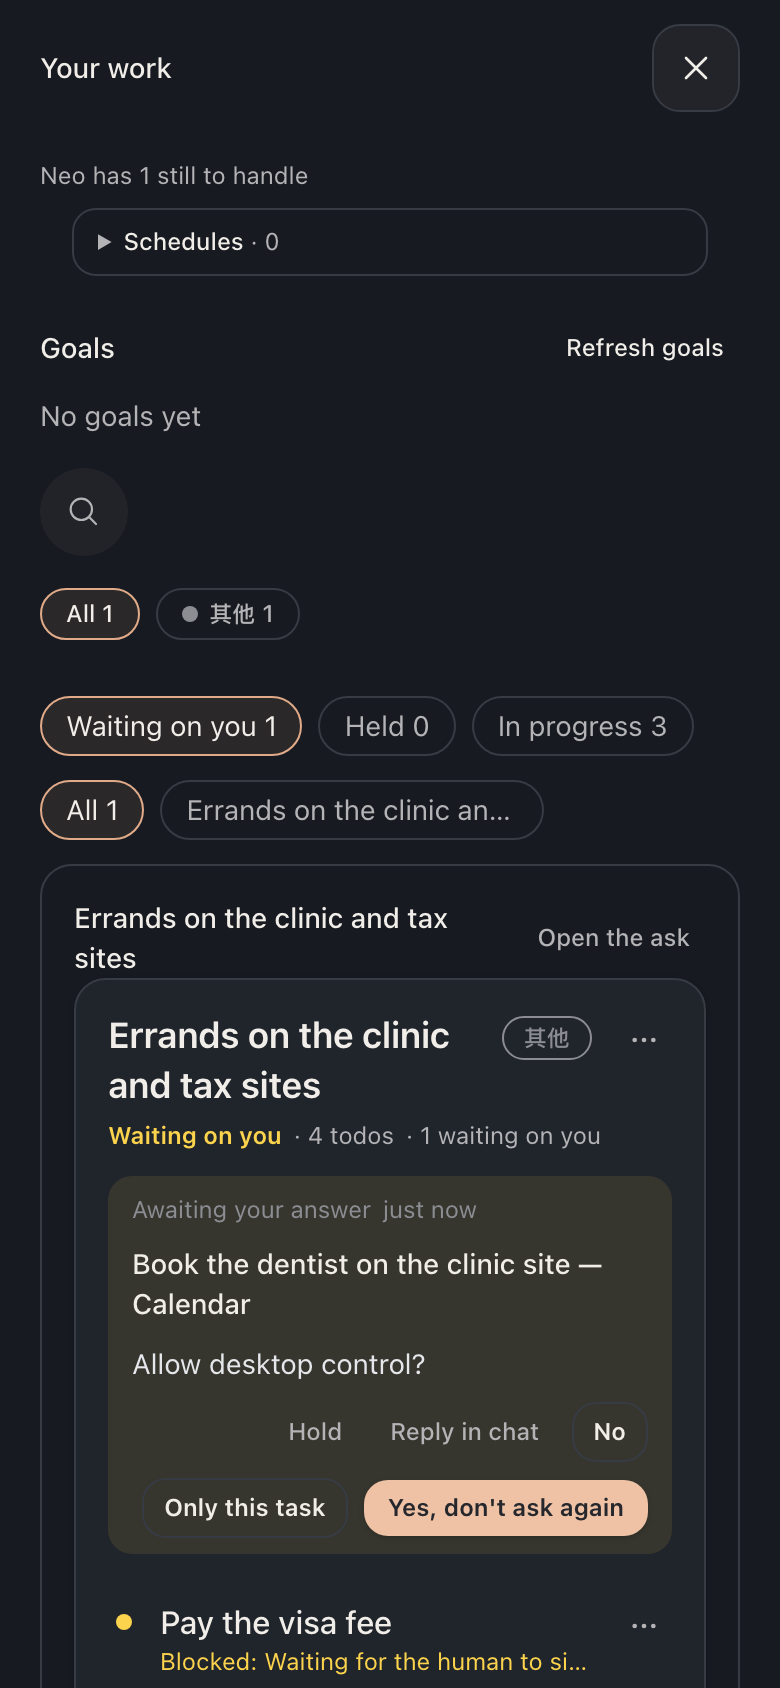 Your work
Neo has 1 still to handle
Schedules · 0
Goals
Refresh goals
No goals yet
All 1
其他 1
Waiting on you 1
Held 0
In progress 3
All 1
Errands on the clinic an...
Errands on the clinic and tax
sites
Open the ask
Errands on the clinic
and tax sites
其他
Waiting on you · 4 todos · 1 waiting on you
Awaiting your answer just now
Book the dentist on the clinic site —
Calendar
Allow desktop control?
Hold
Reply in chat
No
Only this task
Yes, don't ask again
Pay the visa fee
Blocked: Waiting for the human to si...